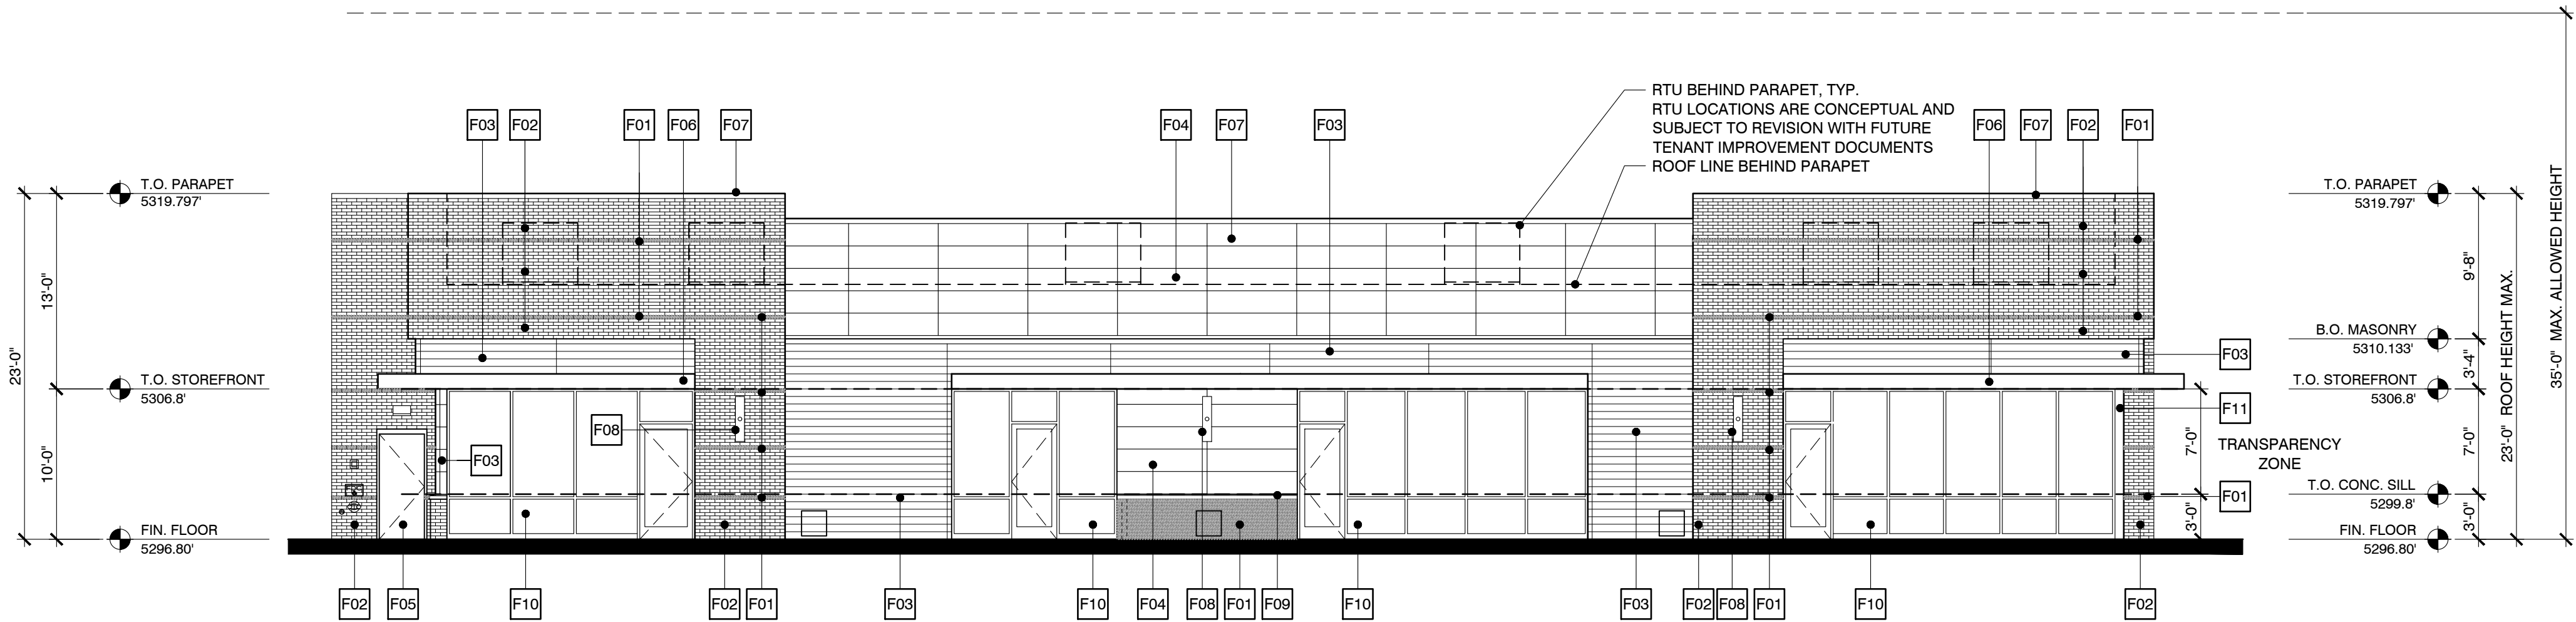 RTU BEHIND PARAPET, TYP.
RTU LOCATIONS ARE CONCEPTUAL AND
SUBJECT TO REVISION WITH FUTURE
TENANT IMPROVEMENT DOCUMENTS
ROOF LINE BEHIND PARAPET
F03
F02
F01
F06
F07
F04
F07
F03
F06
F07
F02
F01
T.O. PARAPET
5319.797'
T.O. STOREFRONT
5306.8'
FIN. FLOOR
5296.80'
23'-0"
13'-0"
10'-0"
F08
F03
T.O. PARAPET
5319.797'
B.O. MASONRY
5310.133'
T.O. STOREFRONT
5306.8'
T.O. CONC. SILL
5299.8'
FIN. FLOOR
5296.80'
F03
F11
F01
TRANSPARENCY
ZONE
7'-0"
3'-0"
9'-8"
3'-4"
7'-0"
3'-0"
23'-0" ROOF HEIGHT MAX.
35'-0" MAX. ALLOWED HEIGHT
F02
F05
F10
F02
F01
F03
F10
F04
F08
F01
F09
F10
F03
F02
F08
F01
F10
F02